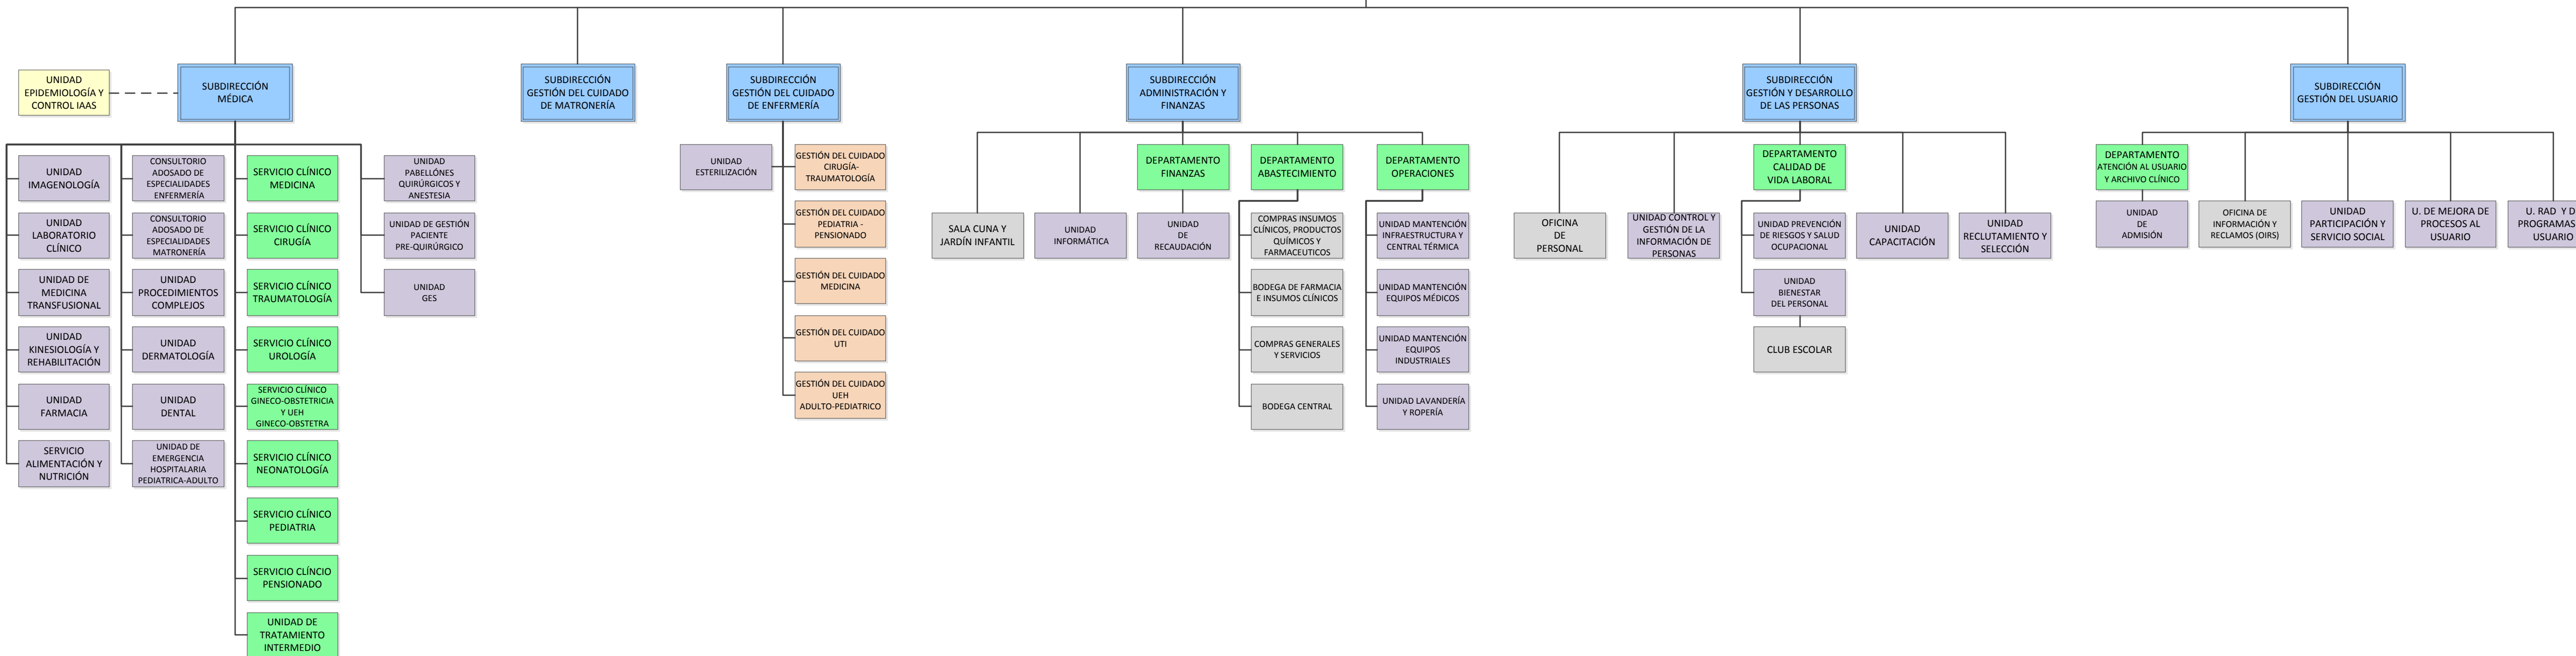 UNIDAD
EPIDEMIOLOGÍA Y
CONTROL IAAS
SUBDIRECCIÓN
MÉDICA
SUBDIRECCIÓN
GESTIÓN DEL CUIDADO
DE MATRONERÍA
SUBDIRECCIÓN
GESTIÓN DEL CUIDADO
DE ENFERMERÍA
SUBDIRECCIÓN
ADMINISTRACIÓN Y
FINANZAS
SUBDIRECCIÓN
GESTIÓN Y DESARROLLO
DE LAS PERSONAS
SUBDIRECCIÓN
GESTIÓN DEL USUARIO
UNIDAD
IMAGENOLOGÍA
UNIDAD
LABORATORIO
CLÍNICO
UNIDAD DE
MEDICINA
TRANSFUSIONAL
UNIDAD
KINESIOLOGÍA Y
REHABILITACIÓN
UNIDAD
FARMACIA
SERVICIO
ALIMENTACIÓN Y
NUTRICIÓN
CONSULTORIO
ADOSADO DE
ESPECIALIDADES
ENFERMERÍA
CONSULTORIO
ADOSADO DE
ESPECIALIDADES
MATRONERÍA
UNIDAD
PROCEDIMIENTOS
COMPLEJOS
UNIDAD
DERMATOLOGÍA
UNIDAD
DENTAL
UNIDAD DE
EMERGENCIA
HOSPITALARIA
PEDIATRICA-ADULTO
SERVICIO CLÍNICO
MEDICINA
SERVICIO CLÍNICO
CIRUGÍA
SERVICIO CLÍNICO
TRAUMATOLOGÍA
SERVICIO CLÍNICO
UROLOGÍA
SERVICIO CLÍNICO
GINECO-OBSTETRICIA
Y UEH
GINECO-OBSTETRA
SERVICIO CLÍNICO
NEONATOLOGÍA
SERVICIO CLÍNICO
PEDIATRIA
SERVICIO CLÍNCIO
PENSIONADO
UNIDAD DE
TRATAMIENTO
INTERMEDIO
UNIDAD
PABELLÓNES
QUIRÚRGICOS Y
ANESTESIA
UNIDAD DE GESTIÓN
PACIENTE
PRE-QUIRÚRGICO
UNIDAD
GES
UNIDAD
ESTERILIZACIÓN
GESTIÓN DEL CUIDADO
CIRUGÍA-
TRAUMATOLOGÍA
GESTIÓN DEL CUIDADO
PEDIATRIA -
PENSIONADO
GESTIÓN DEL CUIDADO
MEDICINA
GESTIÓN DEL CUIDADO
UTI
GESTIÓN DEL CUIDADO
UEH
ADULTO-PEDIATRICO
SALA CUNA Y
JARDÍN INFANTIL
UNIDAD
INFORMÁTICA
DEPARTAMENTO
FINANZAS
UNIDAD
DE
RECAUDACIÓN
DEPARTAMENTO
ABASTECIMIENTO
COMPRAS INSUMOS
CLÍNICOS, PRODUCTOS
QUÍMICOS Y
FARMACEUTICOS
BODEGA DE FARMACIA
E INSUMOS CLÍNICOS
COMPRAS GENERALES
Y SERVICIOS
BODEGA CENTRAL
DEPARTAMENTO
OPERACIONES
UNIDAD MANTENCIÓN
INFRAESTRUCTURA Y
CENTRAL TÉRMICA
UNIDAD MANTENCIÓN
EQUIPOS MÉDICOS
UNIDAD MANTENCIÓN
EQUIPOS
INDUSTRIALES
UNIDAD LAVANDERÍA
Y ROPERÍA
OFICINA
DE
PERSONAL
UNIDAD CONTROL Y
GESTIÓN DE LA
INFORMACIÓN DE
PERSONAS
DEPARTAMENTO
CALIDAD DE
VIDA LABORAL
UNIDAD PREVENCIÓN
DE RIESGOS Y SALUD
OCUPACIONAL
UNIDAD
BIENESTAR
DEL PERSONAL
CLUB ESCOLAR
UNIDAD
CAPACITACIÓN
UNIDAD
RECLUTAMIENTO Y
SELECCIÓN
DEPARTAMENTO
ATENCIÓN AL USUARIO
Y ARCHIVO CLÍNICO
UNIDAD
DE
ADMISIÓN
OFICINA DE
INFORMACIÓN Y
RECLAMOS (OIRS)
UNIDAD
PARTICIPACIÓN Y
SERVICIO SOCIAL
U. DE MEJORA DE
PROCESOS AL
USUARIO
U. RAD Y D
PROGRAMAS
USUARIO